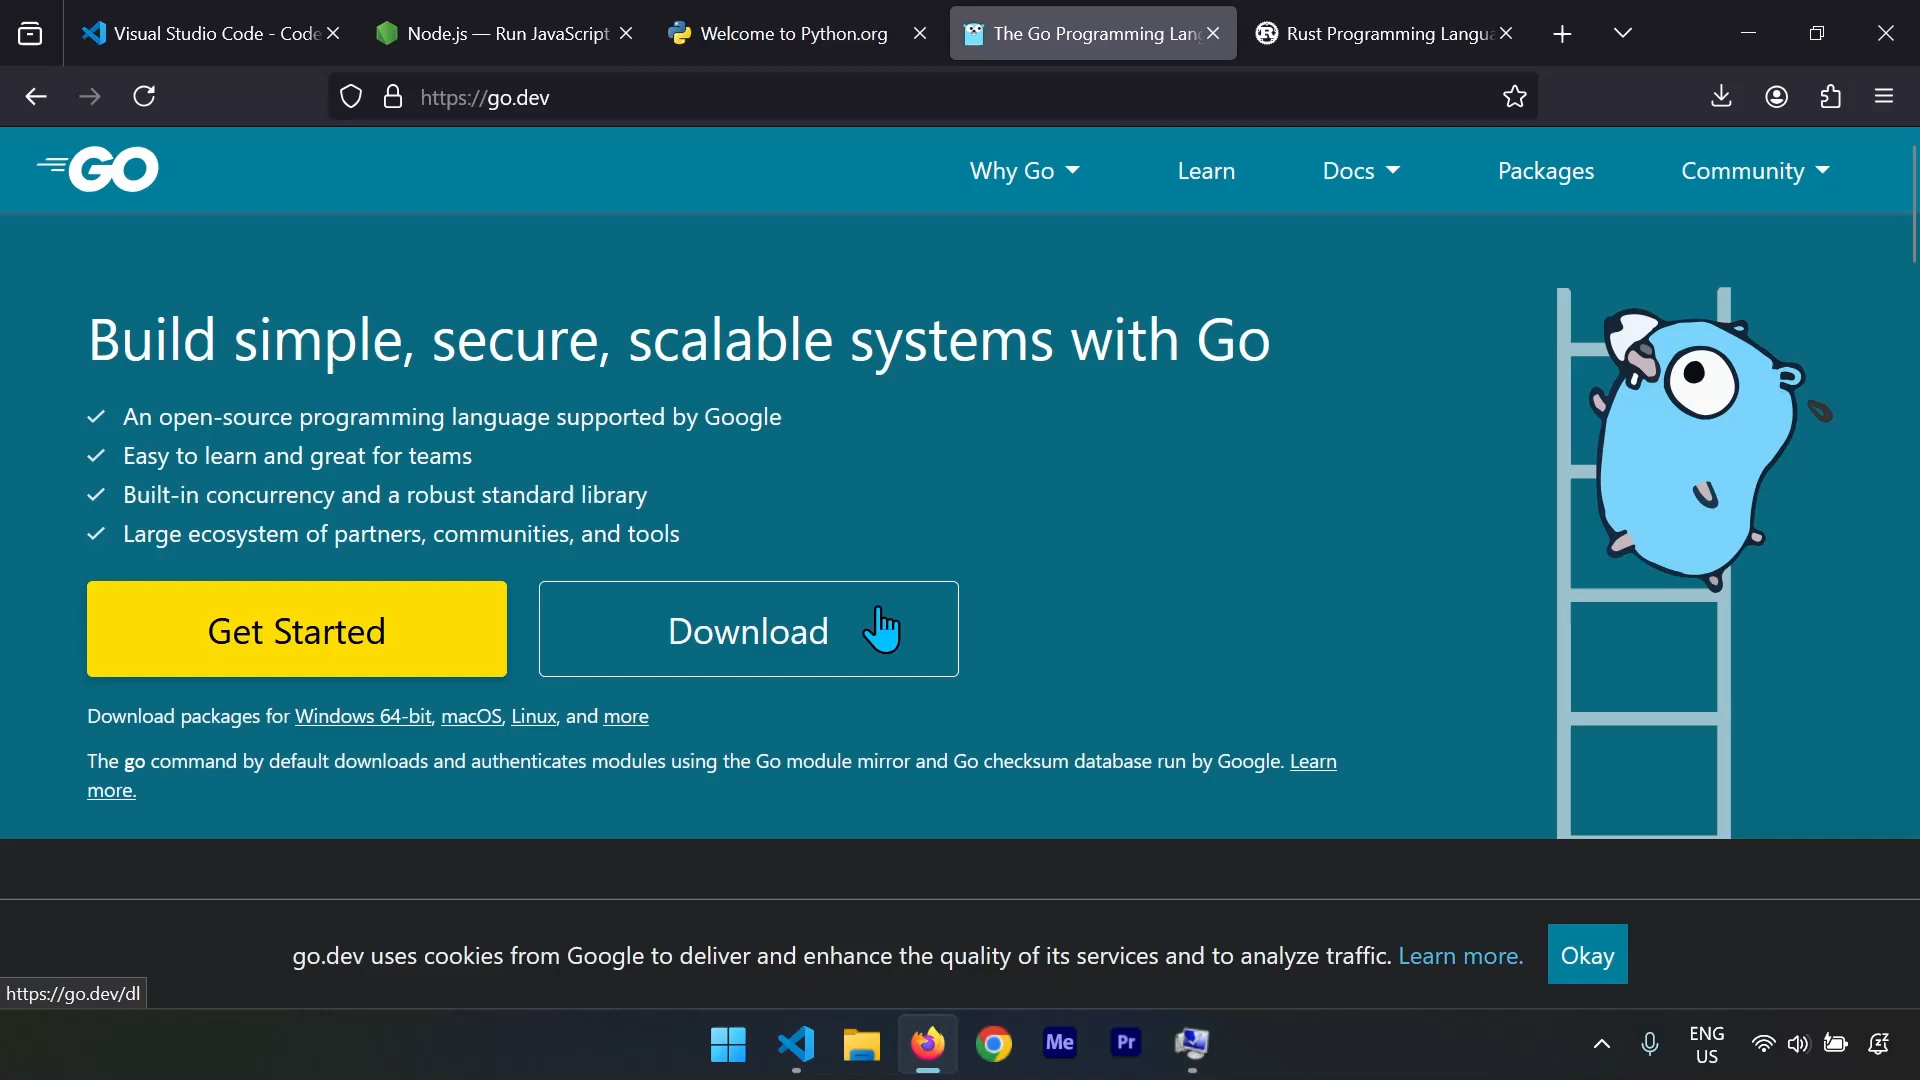 Visual Studio Code - Code
Node.js — Run JavaScript
Welcome to Python.org
The Go Programming Lan
Rust Programming Langu
https://go.dev
GO
Why Go
Learn
Docs
Packages
Community
Build simple, secure, scalable systems with Go
An open-source programming language supported by Google
Easy to learn and great for teams
Built-in concurrency and a robust standard library
Large ecosystem of partners, communities, and tools
Get Started
Download
Download packages for Windows 64-bit, macOS, Linux, and more
The go command by default downloads and authenticates modules using the Go module mirror and Go checksum database run by Google. Learn
more.
go.dev uses cookies from Google to deliver and enhance the quality of its services and to analyze traffic. Learn more.
Okay
https://go.dev/dl
Me
Pr
ENG
US